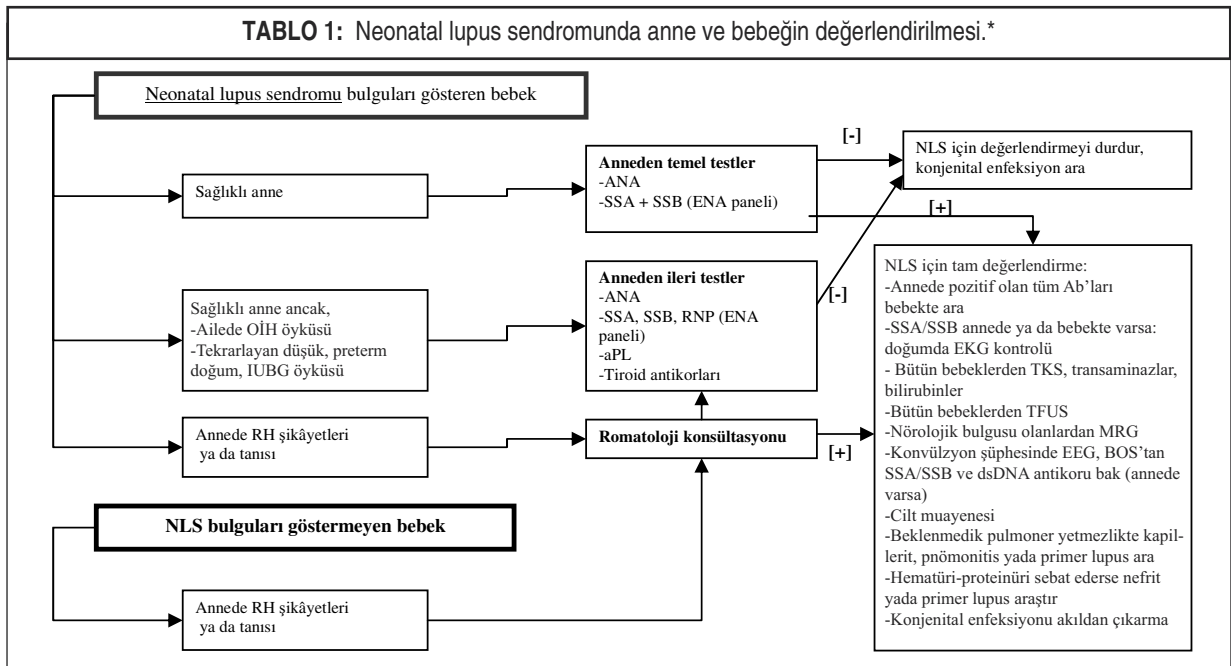 TABLO 1: Neonatal lupus sendromunda anne ve bebeğin değerlendirilmesi.*
Neonatal lupus sendromu bulguları gösteren bebek
Sağlıklı anne
Anneden temel testler
-ANA
-SSA + SSB (ENA paneli)
[-]
NLS için değerlendirmeyi durdur,
konjenital enfeksiyon ara
[+]
Sağlıklı anne ancak,
-Ailede OİH öyküsü
-Tekrarlayan düşük, preterm
doğum, IUBG öyküsü
Anneden ileri testler
-ANA
-SSA, SSB, RNP (ENA
paneli)
-aPL
-Tiroid antikorları
[-]
NLS için tam değerlendirme:
-Annede pozitif olan tüm Ab'ları
bebekte ara
-SSA/SSB annede ya da bebekte varsa:
doğumda EKG kontrolü
- Bütün bebeklerden TKS, transaminazlar,
bilirubinler
-Bütün bebeklerden TFUS
-Nörolojik bulgusu olanlardan MRG
-Konvülzyon şüphesinde EEG, BOS'tan
SSA/SSB ve dsDNA antikoru bak (annede
varsa)
-Cilt muayenesi
-Beklenmedik pulmoner yetmezlikte kapil-
lerit, pnömonitis yada primer lupus ara
-Hematüri-proteinüri sebat ederse nefrit
yada primer lupus araştır
-Konjenital enfeksiyonu akıldan çıkarma
Annede RH şikâyetleri
ya da tanısı
Romatoloji konsültasyonu
[+]
NLS bulguları göstermeyen bebek
Annede RH şikâyetleri
ya da tanısı